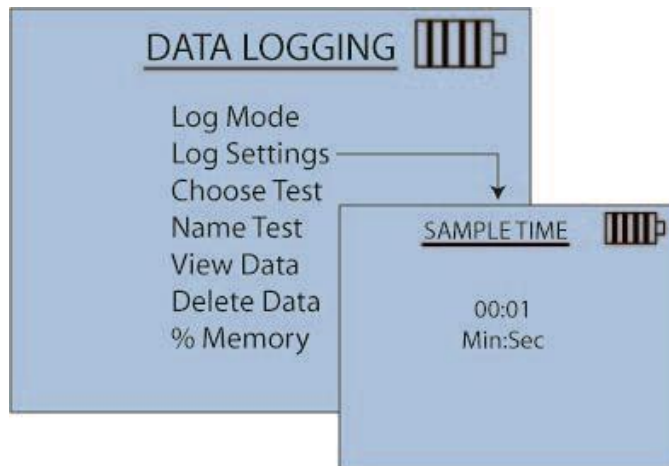 DATA LOGGING
Log Mode
Log Settings
Choose Test
Name Test
View Data
Delete Data
% Memory
SAMPLE TIME
00:01
Min:Sec